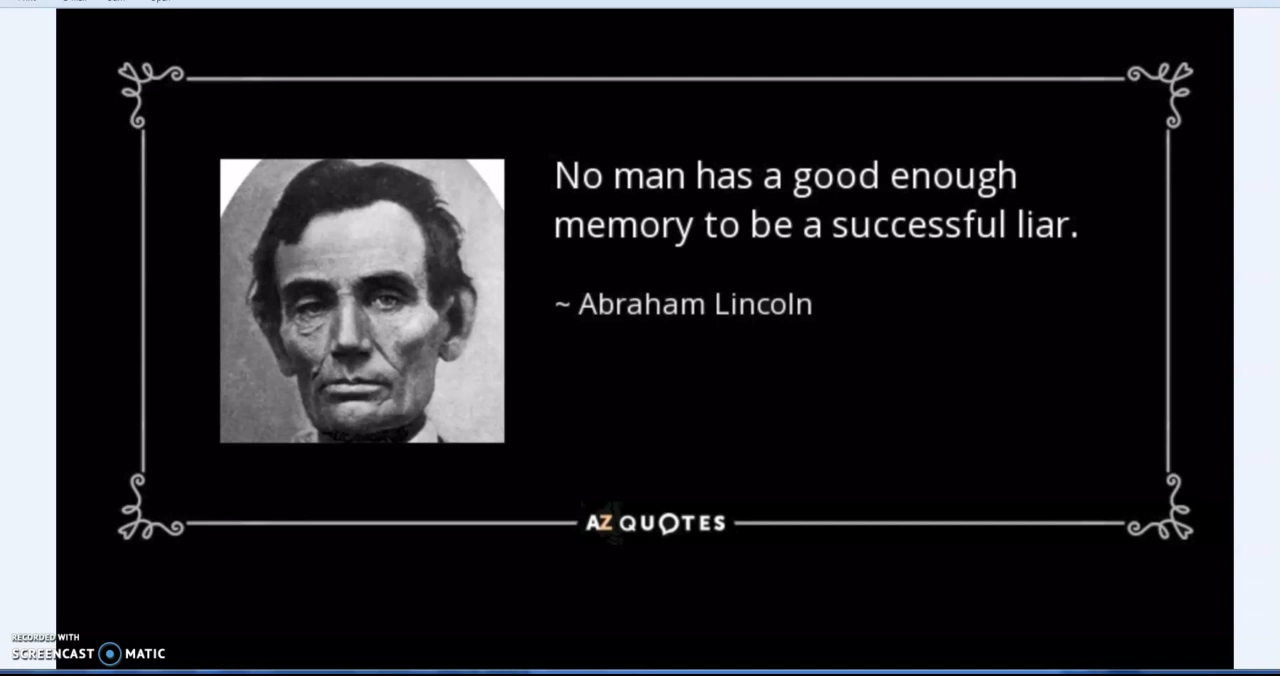 No man has a good enough
memory to be a successful liar.
~ Abraham Lincoln
AZ QUOTES
RECORDED WITH
SCREENCAST MATIC